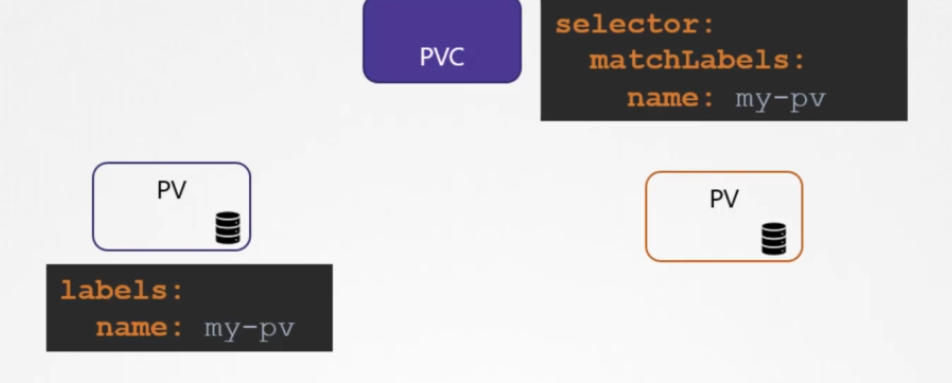 PVC
selector:
  matchLabels:
    name: my-pv
PV
PV
labels:
  name: my-pv